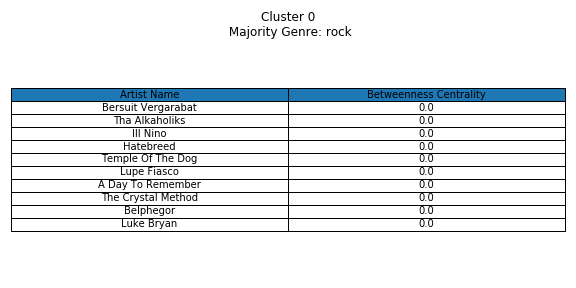 Cluster 0
Majority Genre: rock
Artist Name Betweenness Centrality
Bersuit Vergarabat 0.0
Tha Alkaholiks 0.0
Ill Nino 0.0
Hatebreed 0.0
Temple Of The Dog 0.0
Lupe Fiasco 0.0
A Day To Remember 0.0
The Crystal Method 0.0
Belphegor 0.0
Luke Bryan 0.0